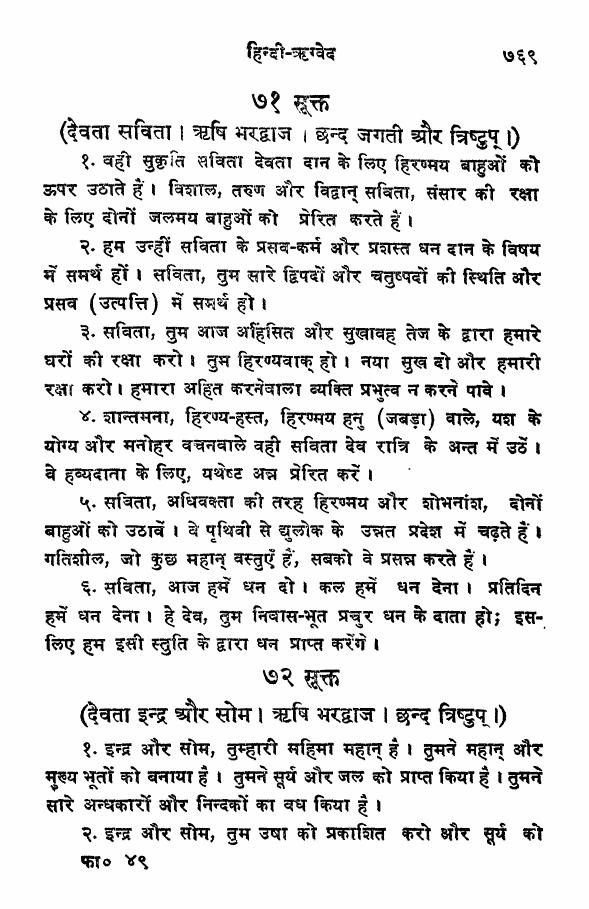 हिन्दी-ऋग्वेद ७६९
७१ सूक्त
(देवता सविता । ऋषि भरद्वाज । छन्द जगती और त्रिष्टुप् ।)
१. वही सुकृति सविता देवता दान के लिए हिरण्मय बाहुओं को
ऊपर उठाते हैं । विशाल, तरुण और विद्वान् सविता, संसार की रक्षा
के लिए दोनों जलमय बाहुओं को प्रेरित करते हैं ।
२. हम उन्हीं सविता के प्रसव-कर्म और प्रशस्त धन दान के विषय
में समर्थ हों । सविता, तुम सारे द्विपदों और चतुष्पदों की स्थिति और
प्रसव (उत्पत्ति) में समर्थ हो ।
३. सविता, तुम आज अहिंसित और सुखावह तेज के द्वारा हमारे
घरों की रक्षा करो । तुम हिरण्यवाक् हो । नया सुख दो और हमारी
रक्षा करो । हमारा अहित करनेवाला व्यक्ति प्रभुत्व न करने पावे ।
४. शान्तमना, हिरण्य-हस्त, हिरण्मय हनु (जबड़ा) वाले, यश के
योग्य और मनोहर वचनवाले वही सविता देव रात्रि के अन्त में उठें ।
वे हव्यदाता के लिए, यथेष्ट अन्न प्रेरित करें ।
५. सविता, अधिवक्ता की तरह हिरण्मय और शोभनांश, दोनों
बाहुओं को उठावें । वे पृथिवी से द्युलोक के उन्नत प्रदेश में चढ़ते हैं ।
गतिशील, जो कुछ महान् वस्तुएँ हैं, सबको वे प्रसन्न करते हैं ।
६. सविता, आज हमें धन दो । कल हमें धन देना । प्रतिदिन
हमें धन देना । हे देव, तुम निवास-भूत प्रचुर धन के दाता हो; इस-
लिए हम इसी स्तुति के द्वारा धन प्राप्त करेंगे ।
७२ सूक्त
(देवता इन्द्र और सोम । ऋषि भरद्वाज । छन्द त्रिष्टुप् ।)
१. इन्द्र और सोम, तुम्हारी महिमा महान् है । तुमने महान् और
मुख्य भूतों को बनाया है । तुमने सूर्य और जल को प्राप्त किया है । तुमने
सारे अन्धकारों और निन्दकों का वध किया है ।
२. इन्द्र और सोम, तुम उषा को प्रकाशित करो और सूर्य को
फा० ४९